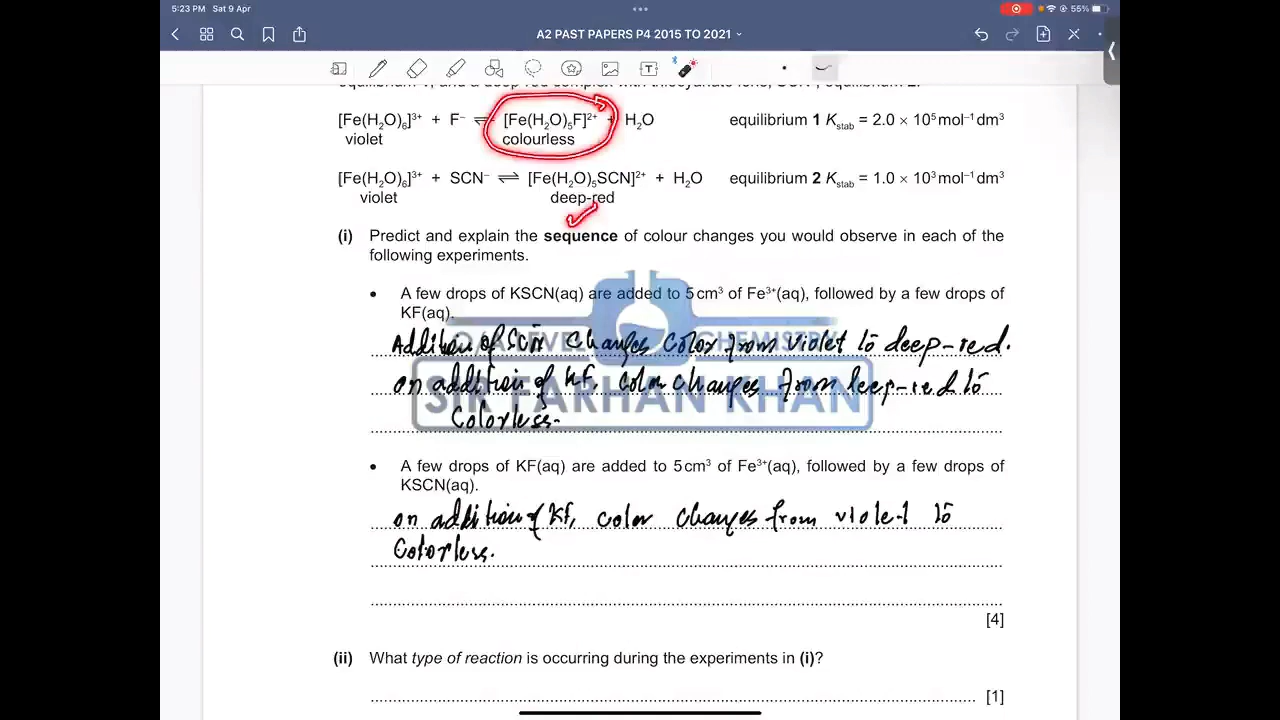 5:23 PM Sat 9 Apr
55%
A2 PAST PAPERS P4 2015 TO 2021
[Fe(H₂O)₆]³⁺ + F⁻ ⇌ [Fe(H₂O)₅F]²⁺ + H₂O equilibrium 1 Kstab = 2.0 × 10⁵ mol⁻¹ dm³
violet colourless
[Fe(H₂O)₆]³⁺ + SCN⁻ ⇌ [Fe(H₂O)₅SCN]²⁺ + H₂O equilibrium 2 Kstab = 1.0 × 10³ mol⁻¹ dm³
violet deep-red
(i) Predict and explain the sequence of colour changes you would observe in each of the
following experiments.
• A few drops of KSCN(aq) are added to 5 cm³ of Fe³⁺(aq), followed by a few drops of
KF(aq).
Addition of SCN⁻ changes color from violet to deep-red.
on addition of KF, color changes from deep-red to
Colorless.
SIR FARHAN KHAN
• A few drops of KF(aq) are added to 5 cm³ of Fe³⁺(aq), followed by a few drops of
KSCN(aq).
on addition of KF, color changes from violet to
Colorless.
[4]
(ii) What type of reaction is occurring during the experiments in (i)?
[1]